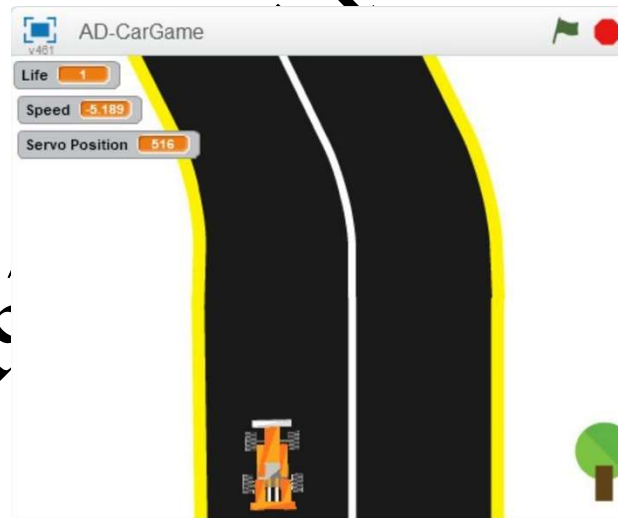 AD-CarGame
v461
Life 1
Speed -5.189
Servo Position 516